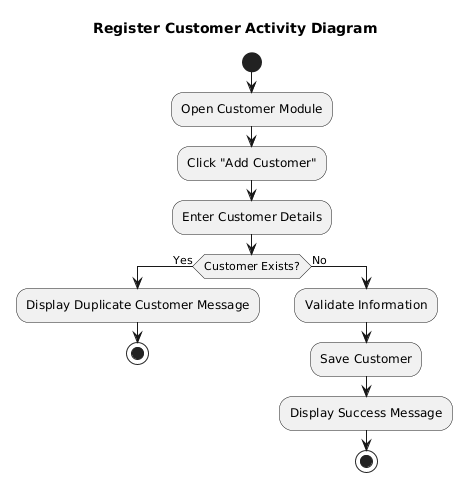 Register Customer Activity Diagram
Open Customer Module
Click "Add Customer"
Enter Customer Details
Yes
Customer Exists?
No
Display Duplicate Customer Message
Validate Information
Save Customer
Display Success Message